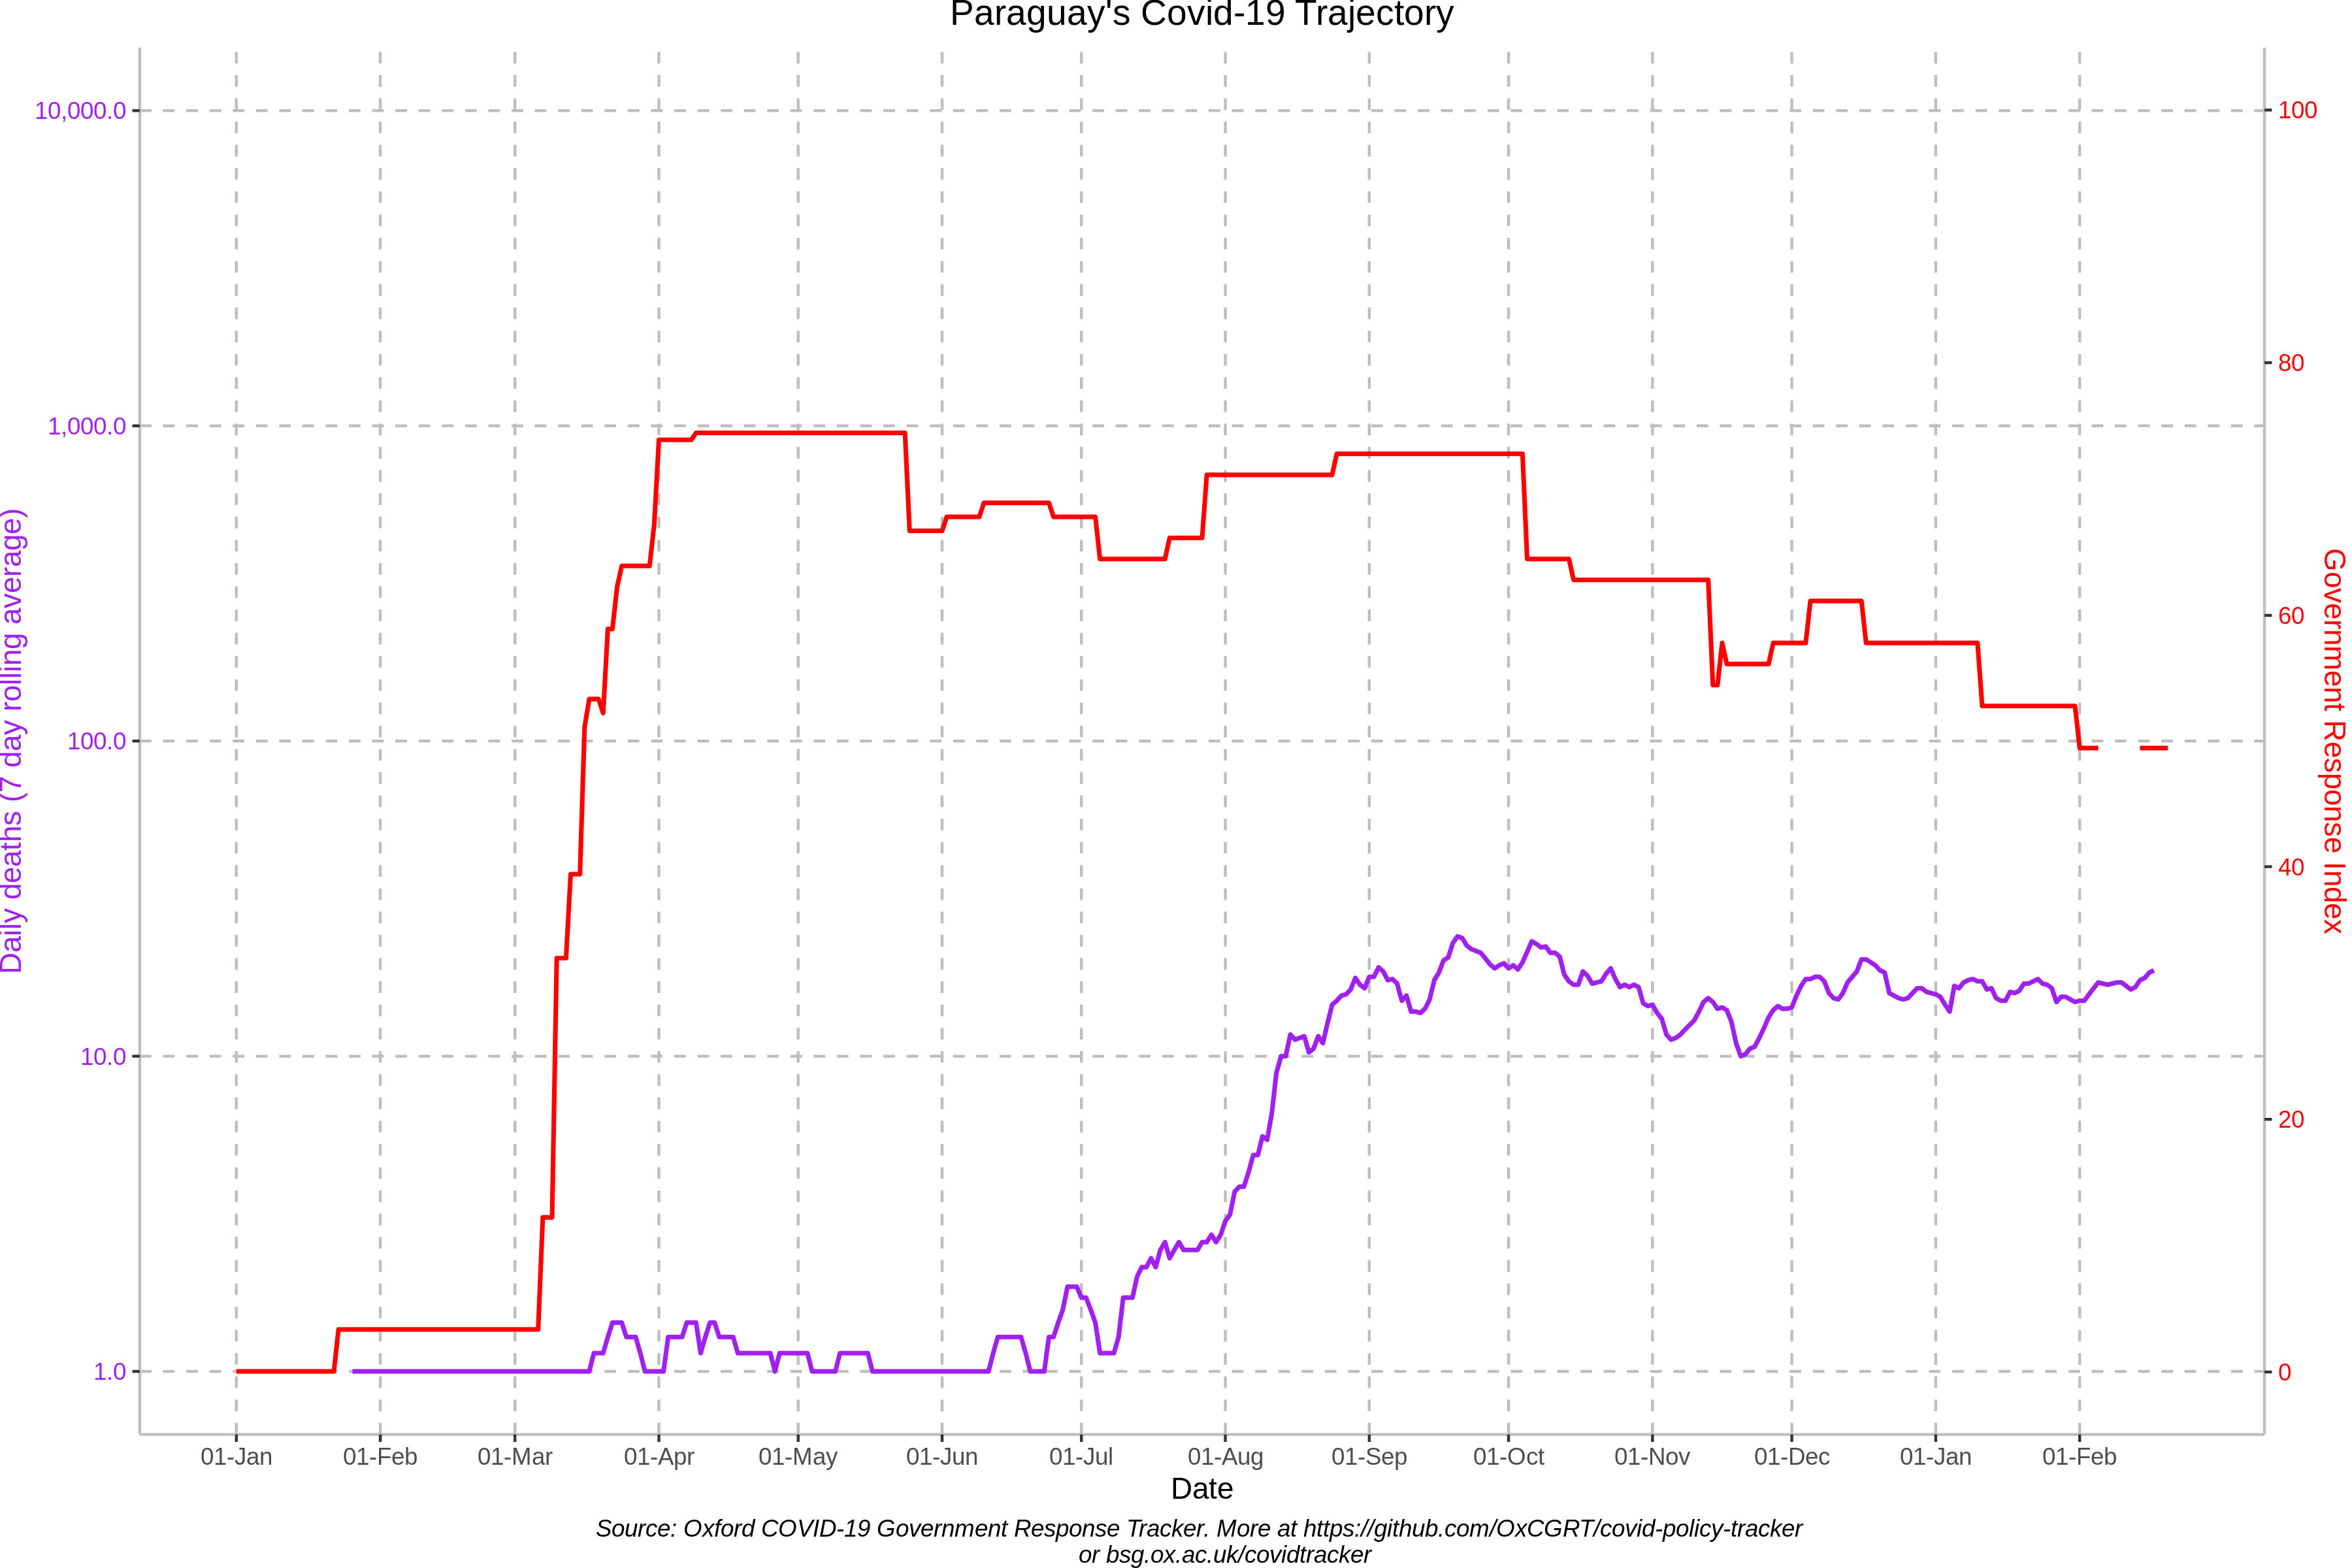 Paraguay's Covid-19 Trajectory
10,000.0
1,000.0
100.0
10.0
1.0
Daily deaths (7 day rolling average)
100
80
60
40
20
0
Government Response Index
01-Jan 01-Feb 01-Mar 01-Apr 01-May 01-Jun 01-Jul 01-Aug 01-Sep 01-Oct 01-Nov 01-Dec 01-Jan 01-Feb
Date
Source: Oxford COVID-19 Government Response Tracker. More at https://github.com/OxCGRT/covid-policy-tracker
or bsg.ox.ac.uk/covidtracker